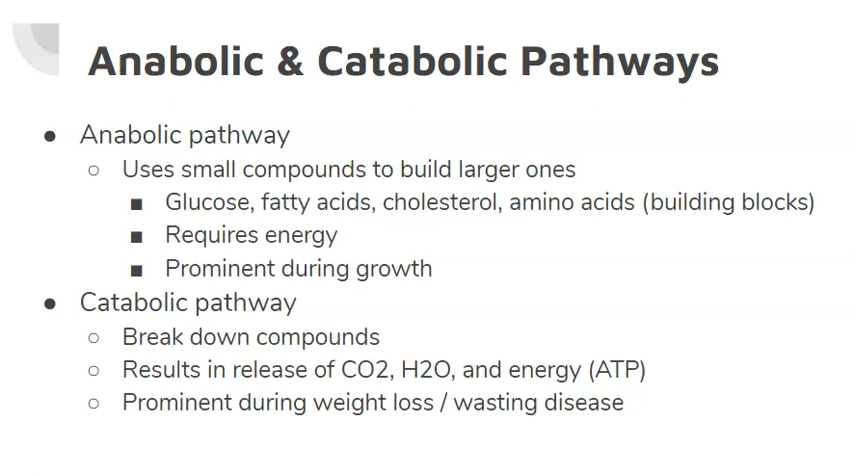 Anabolic & Catabolic Pathways
● Anabolic pathway
○ Uses small compounds to build larger ones
■ Glucose, fatty acids, cholesterol, amino acids (building blocks)
■ Requires energy
■ Prominent during growth
● Catabolic pathway
○ Break down compounds
○ Results in release of CO2, H2O, and energy (ATP)
○ Prominent during weight loss / wasting disease